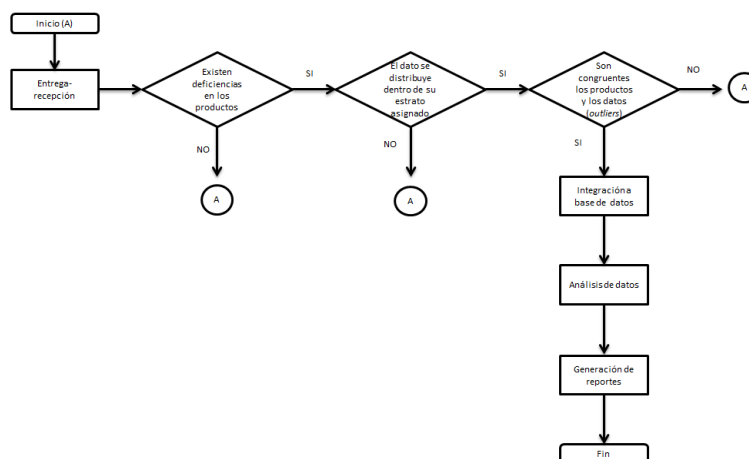 Inicio (A)
Entrega-
recepción
Existen
deficiencias
en los
productos
SI
NO
A
El dato se
distribuye
dentro de su
estrato
asignado
SI
NO
A
Son
congruentes
los productos
y los datos
(outliers)
NO
A
SI
Integración a
base de datos
Análisis de datos
Generación de
reportes
Fin